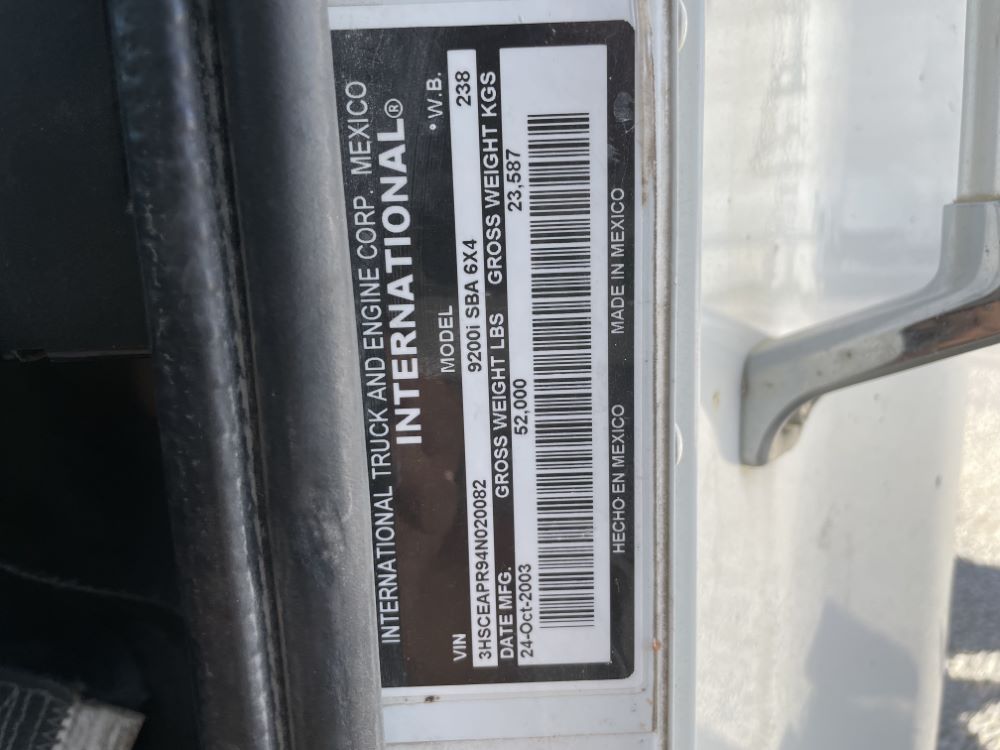 INTERNATIONAL TRUCK AND ENGINE CORP. MEXICO
INTERNATIONAL®
VIN MODEL • W.B.
3HSCEAPR94N020082 9200i SBA 6X4 238
DATE MFG. GROSS WEIGHT LBS GROSS WEIGHT KGS
24-Oct-2003 52,000 23,587
HECHO EN MEXICO MADE IN MEXICO